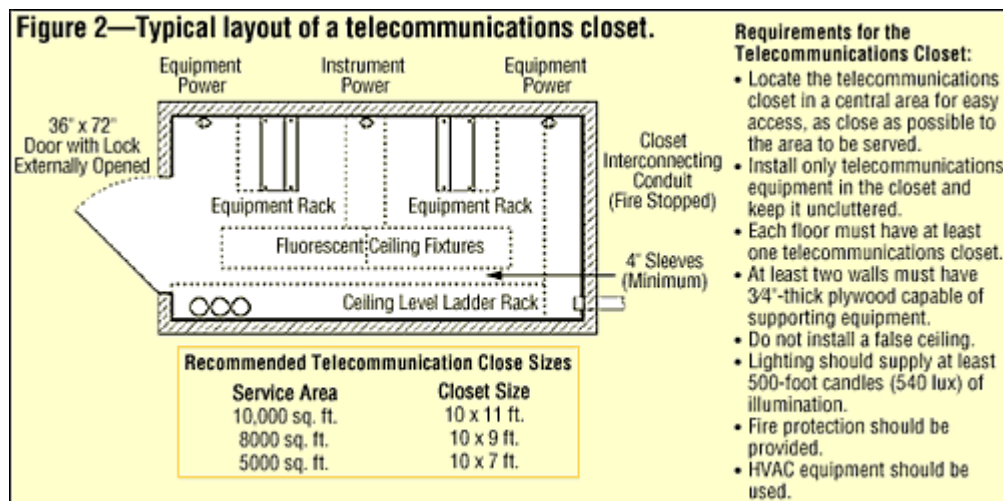 Figure 2—Typical layout of a telecommunications closet.
Equipment
Power
Instrument
Power
Equipment
Power
36" x 72"
Door with Lock
Externally Opened
Closet
Interconnecting
Conduit
(Fire Stopped)
Equipment Rack
Equipment Rack
Fluorescent Ceiling Fixtures
4" Sleeves
(Minimum)
Ceiling Level Ladder Rack
Recommended Telecommunication Close Sizes
Service Area Closet Size
10,000 sq. ft. 10 x 11 ft.
8000 sq. ft. 10 x 9 ft.
5000 sq. ft. 10 x 7 ft.
Requirements for the
Telecommunications Closet:
• Locate the telecommunications
closet in a central area for easy
access, as close as possible to
the area to be served.
• Install only telecommunications
equipment in the closet and
keep it uncluttered.
• Each floor must have at least
one telecommunications closet.
• At least two walls must have
3⁄4"-thick plywood capable of
supporting equipment.
• Do not install a false ceiling.
• Lighting should supply at least
500-foot candles (540 lux) of
illumination.
• Fire protection should be
provided.
• HVAC equipment should be
used.